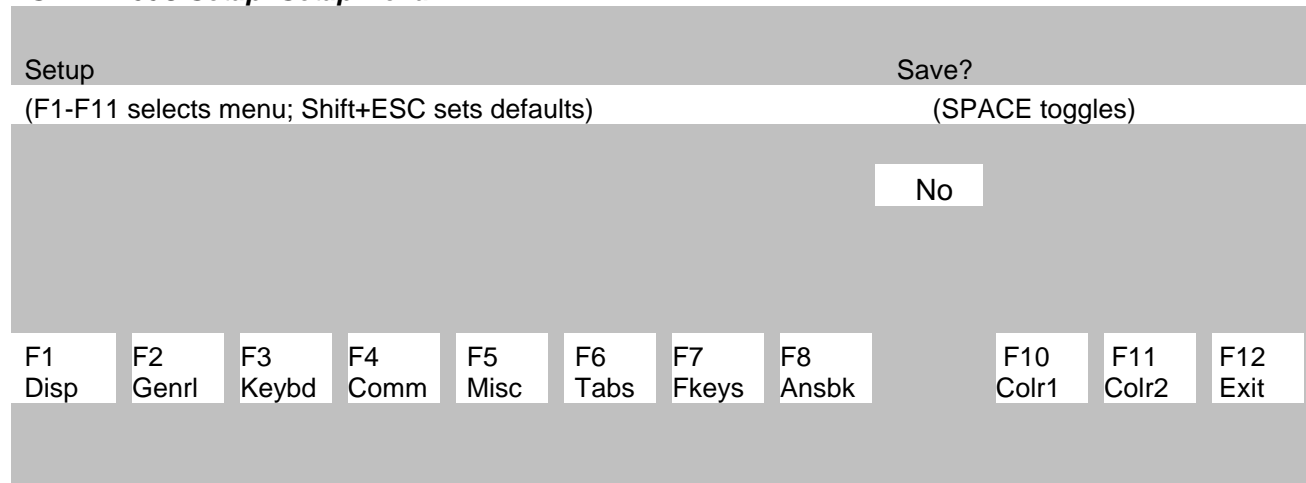 Setup Save?
(F1-F11 selects menu; Shift+ESC sets defaults) (SPACE toggles)
No
F1 F2 F3 F4 F5 F6 F7 F8 F10 F11 F12
Disp Genrl Keybd Comm Misc Tabs Fkeys Ansbk Colr1 Colr2 Exit